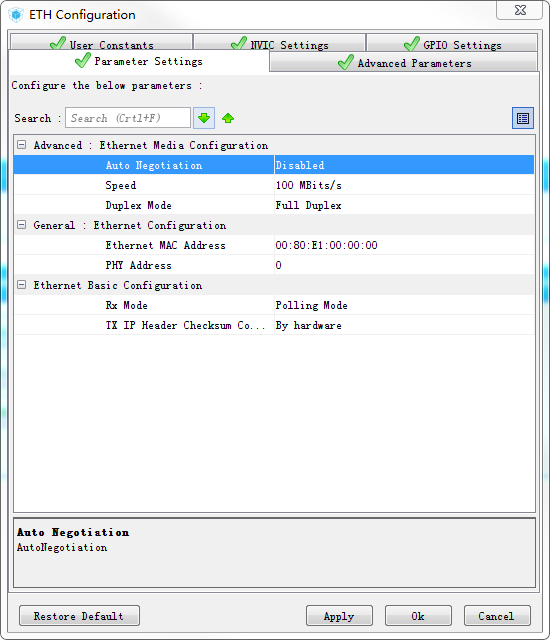 ETH Configuration
User Constants NVIC Settings GPIO Settings
Parameter Settings Advanced Parameters
Configure the below parameters :
Search : Search (Crtl+F)
Advanced : Ethernet Media Configuration
Auto Negotiation Disabled
Speed 100 MBits/s
Duplex Mode Full Duplex
General : Ethernet Configuration
Ethernet MAC Address 00:80:E1:00:00:00
PHY Address 0
Ethernet Basic Configuration
Rx Mode Polling Mode
TX IP Header Checksum Co... By hardware
Auto Negotiation
AutoNegotiation
Restore Default Apply Ok Cancel